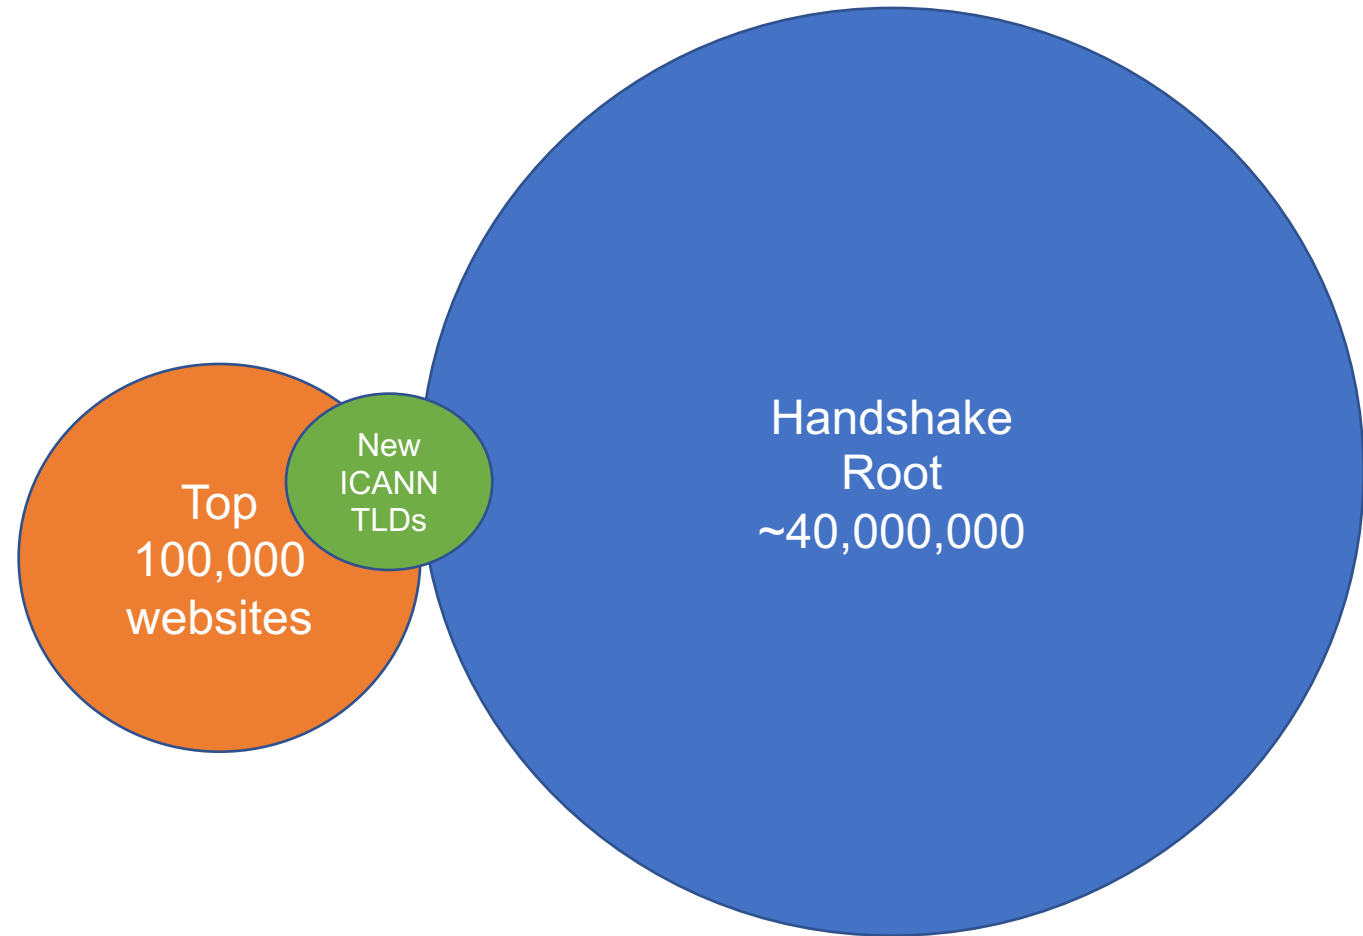 Top
100,000
websites
New
ICANN
TLDs
Handshake
Root
~40,000,000